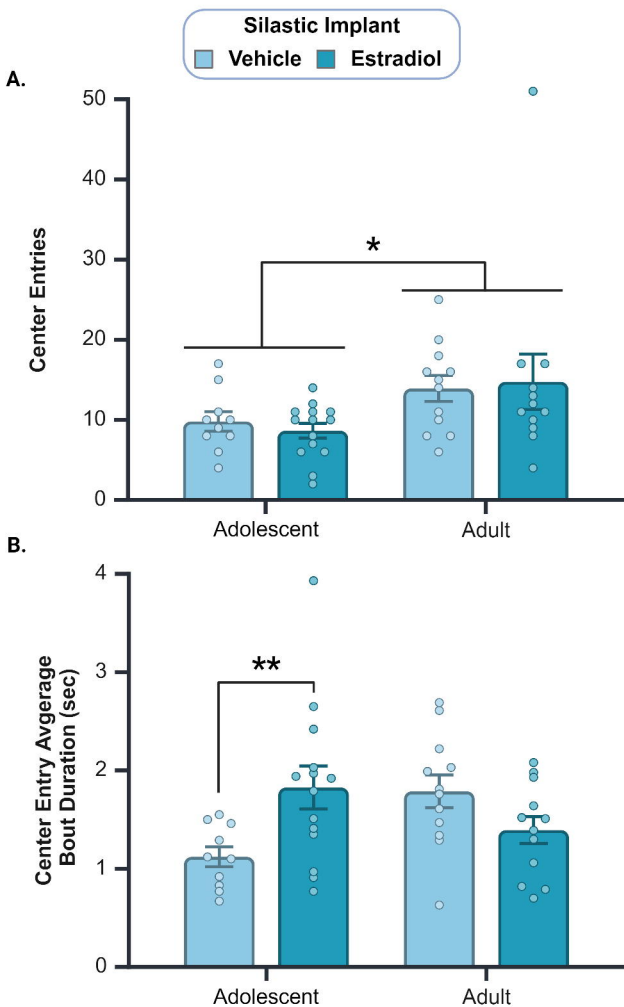 Silastic Implant
Vehicle Estradiol
A.
50
40
30
20
10
0
Center Entries
*
Adolescent Adult
B.
4
3
2
1
0
Center Entry Avgerage
Bout Duration (sec)
**
Adolescent Adult